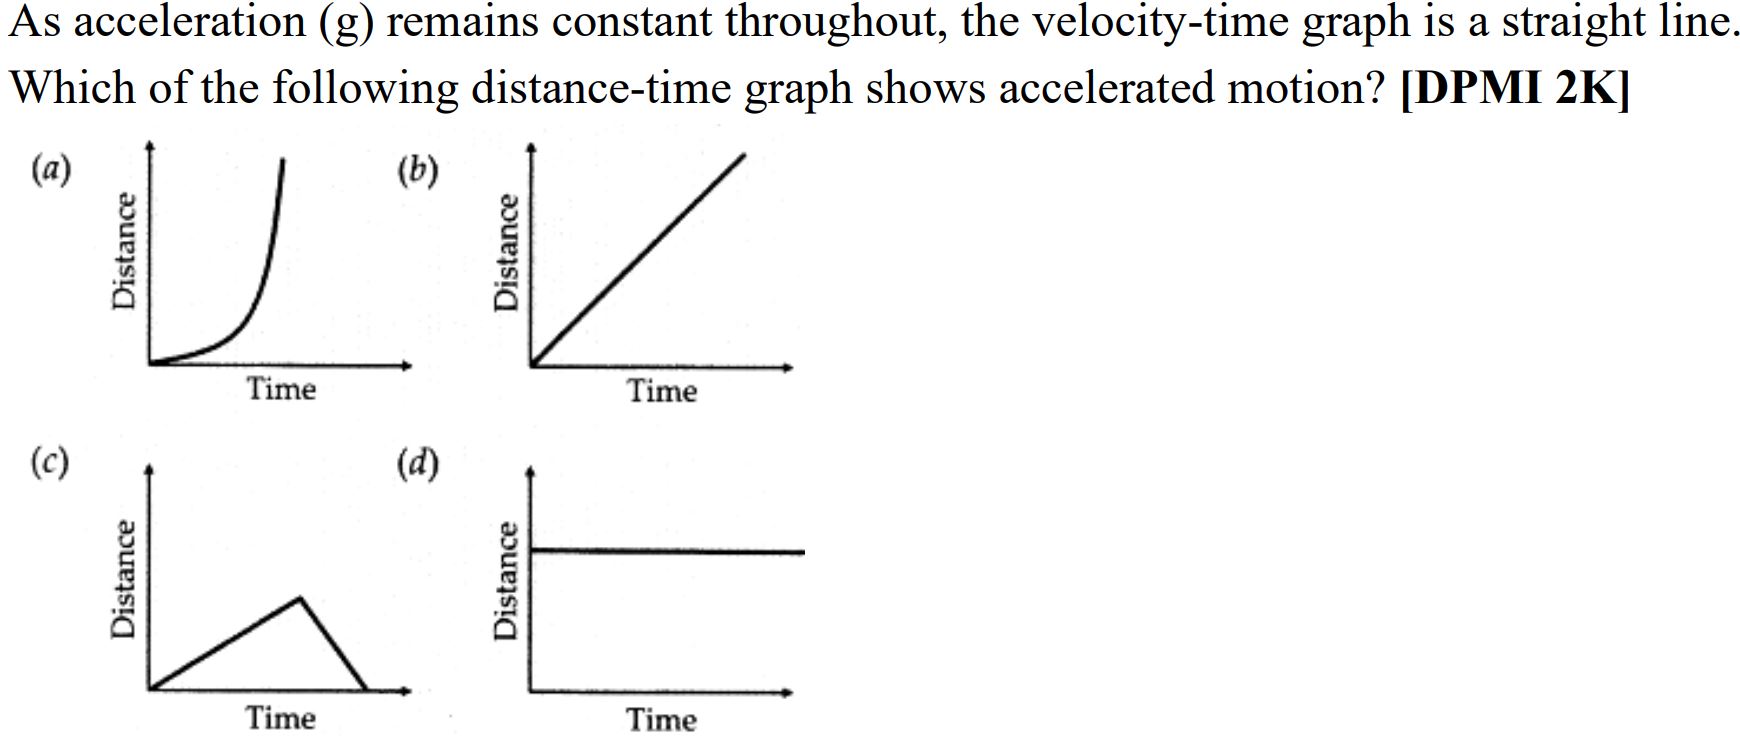 As acceleration (g) remains constant throughout, the velocity-time graph is a straight line.
Which of the following distance-time graph shows accelerated motion? [DPMI 2K]
(a)
Distance
Time
(b)
Distance
Time
(c)
Distance
Time
(d)
Distance
Time